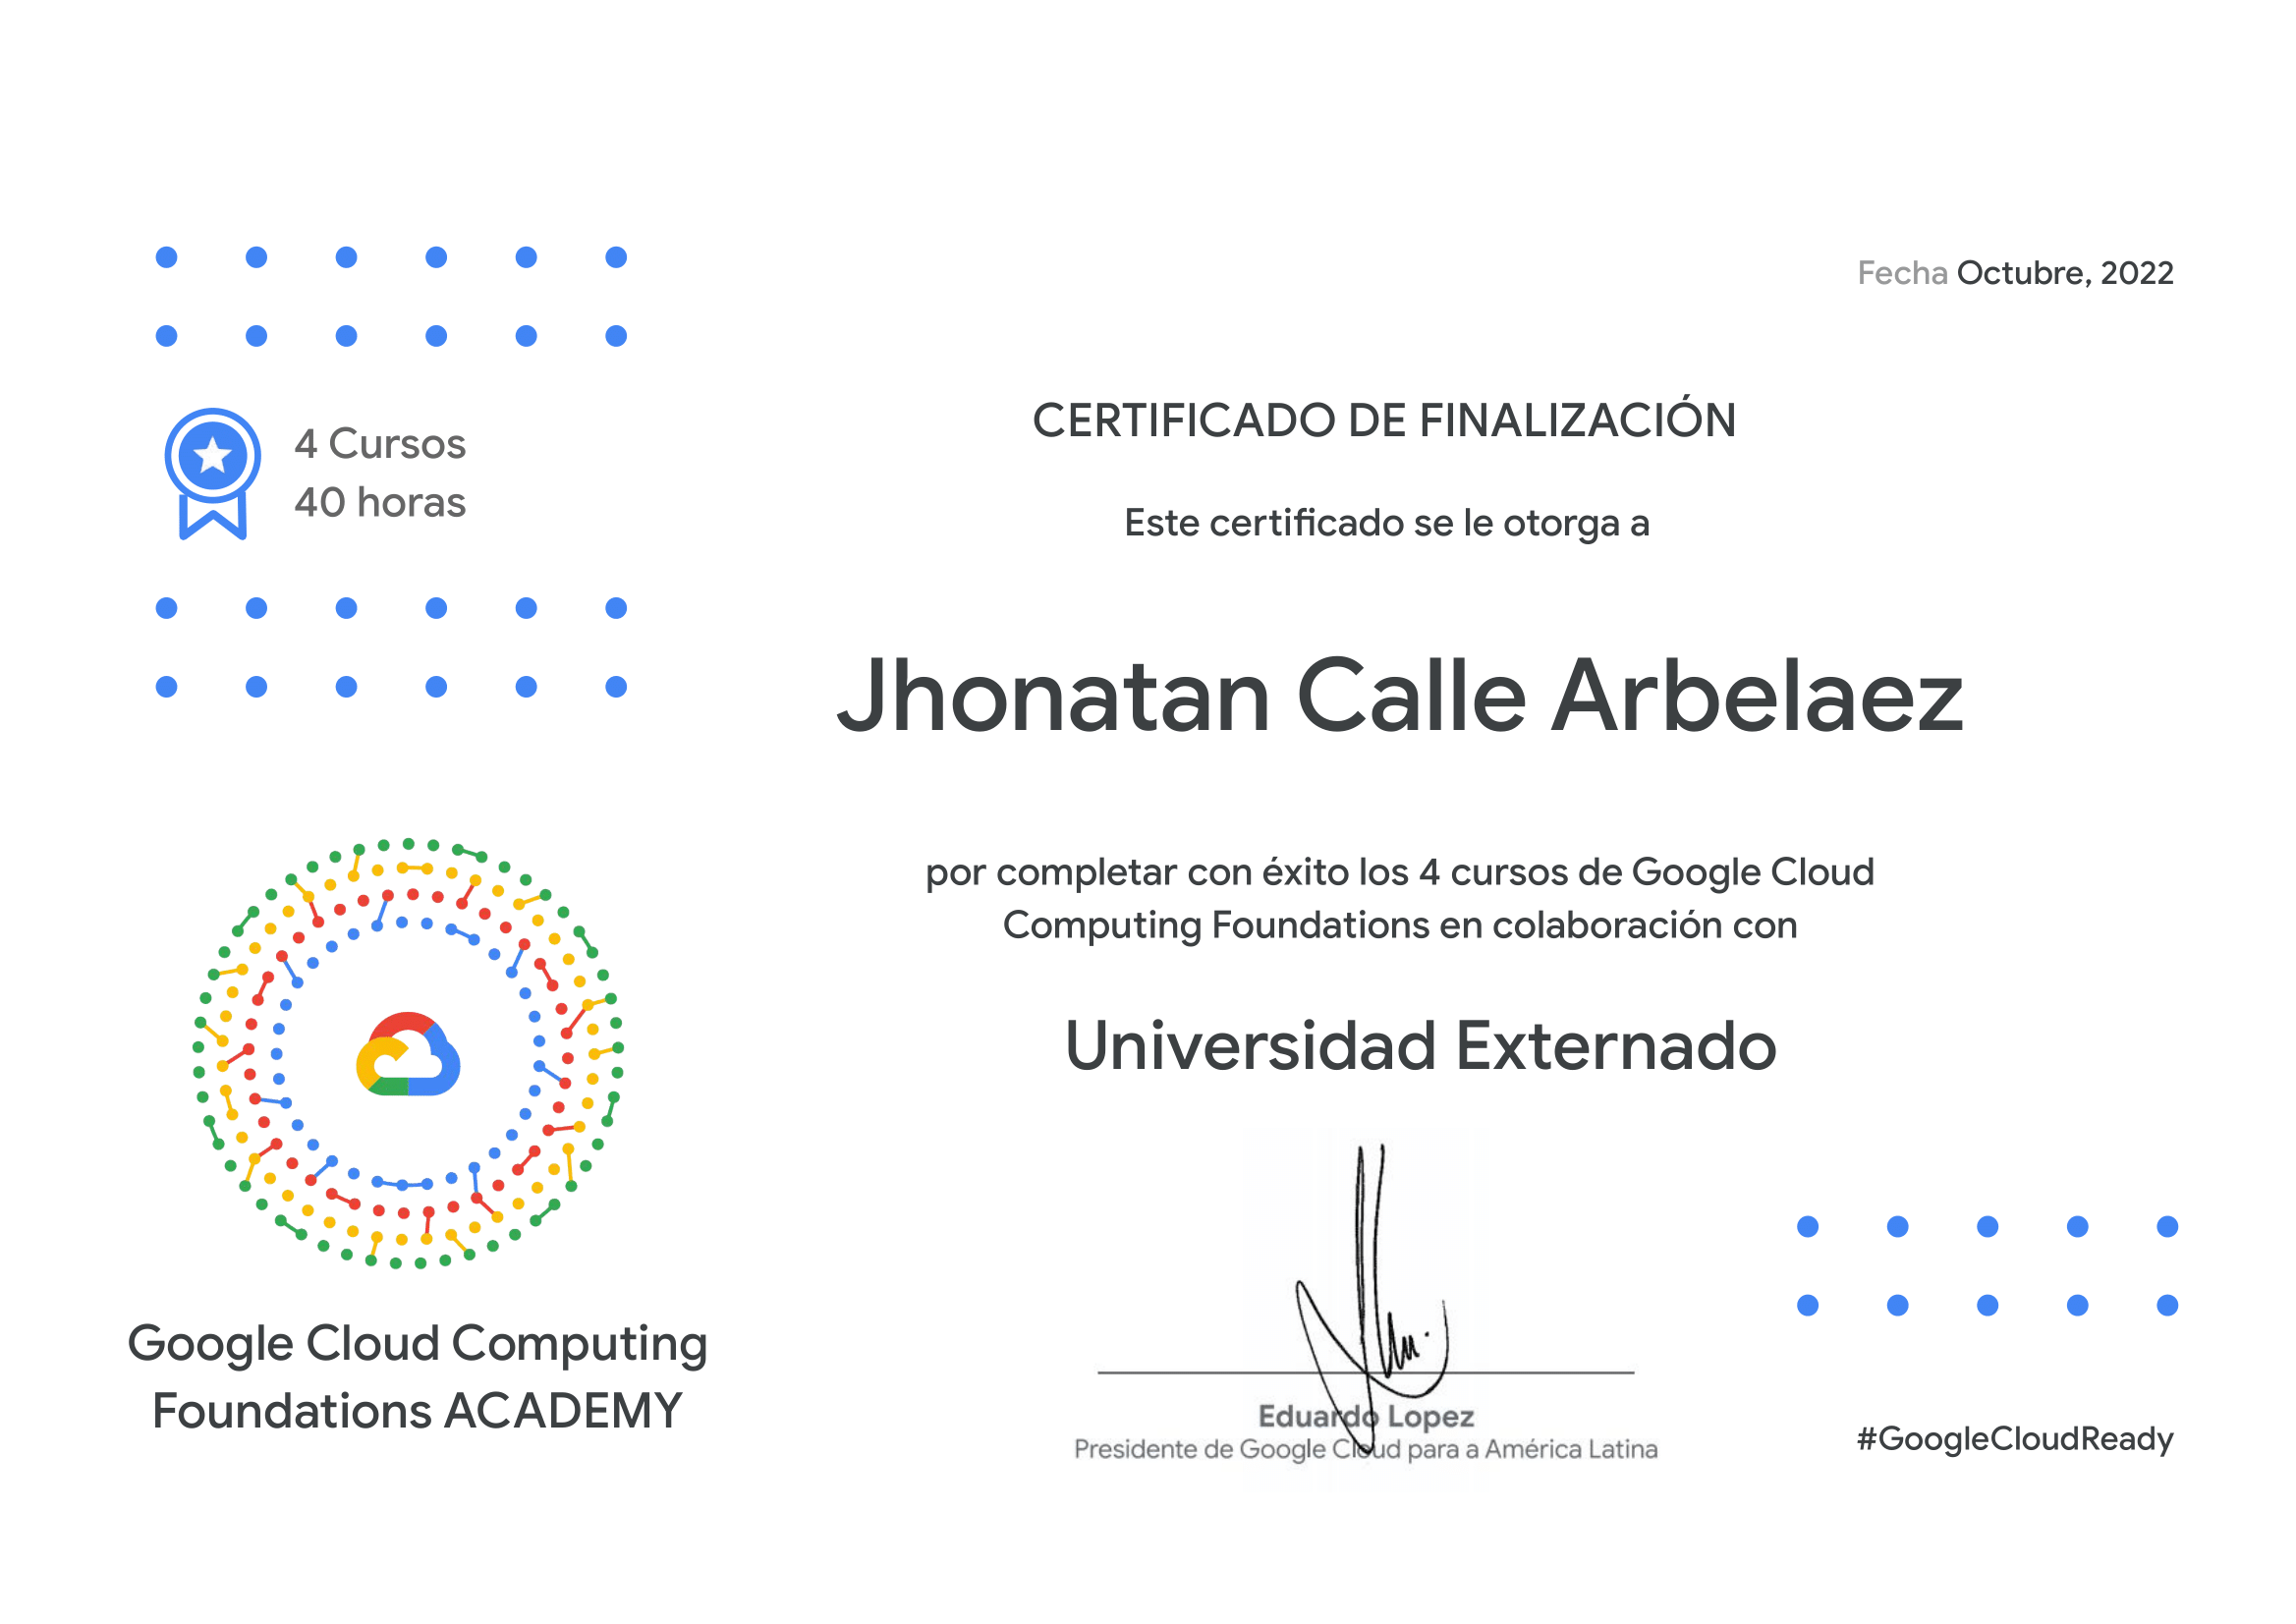 Fecha Octubre, 2022
4 Cursos
40 horas
CERTIFICADO DE FINALIZACIÓN
Este certificado se le otorga a
Jhonatan Calle Arbelaez
por completar con éxito los 4 cursos de Google Cloud
Computing Foundations en colaboración con
Universidad Externado
Google Cloud Computing
Foundations ACADEMY
Eduardo Lopez
Presidente de Google Cloud para a América Latina
#GoogleCloudReady